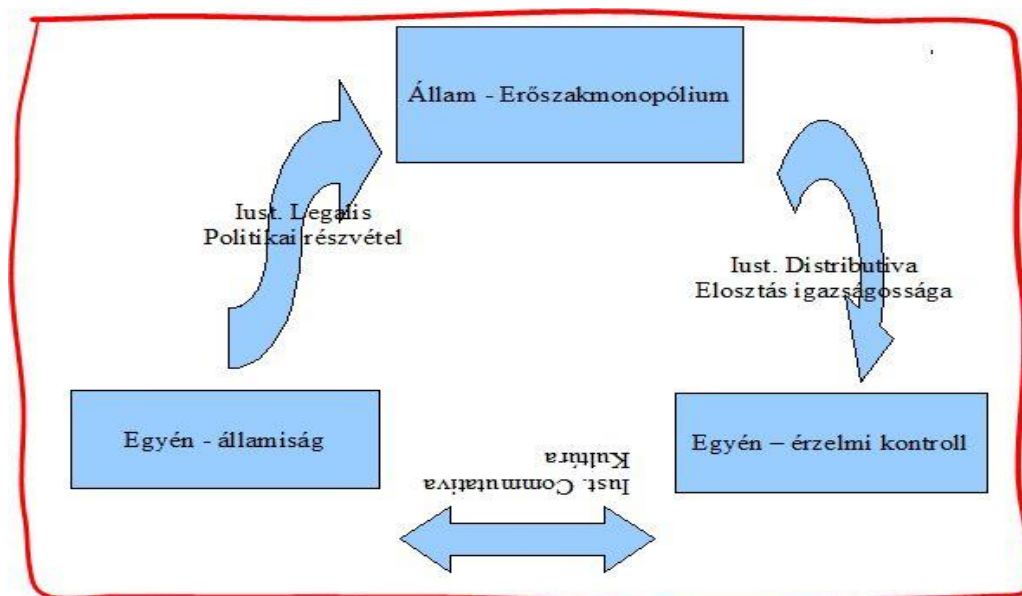 Állam - Erőszakmonopólium
Iust. Legalis
Politikai részvétel
Iust. Distributiva
Elosztás igazságossága
Egyén - államiság
Egyén – érzelmi kontroll
Iust. Commutativa
Kultúra